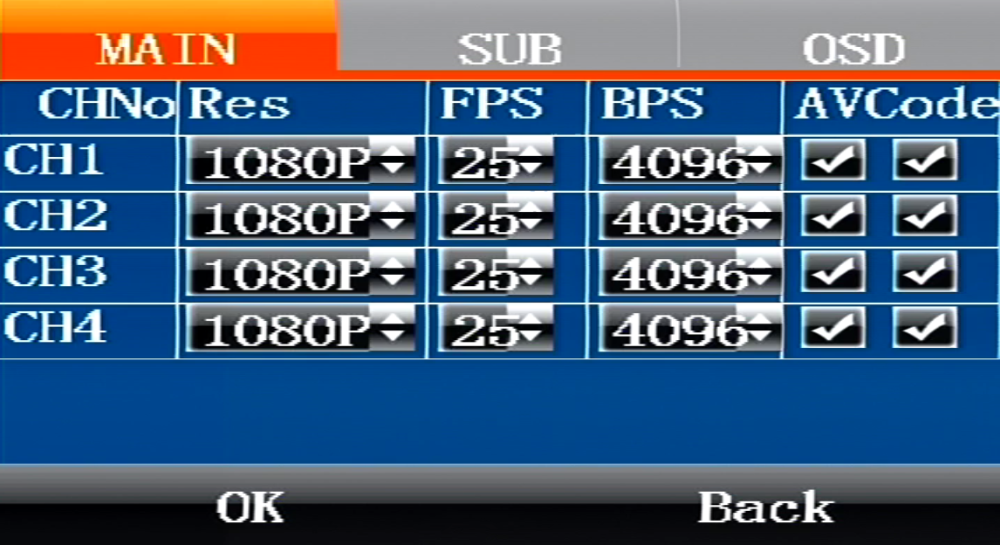 MAIN SUB OSD
CHNo Res FPS BPS AVCode
CH1 1080P 25 4096
CH2 1080P 25 4096
CH3 1080P 25 4096
CH4 1080P 25 4096
OK Back